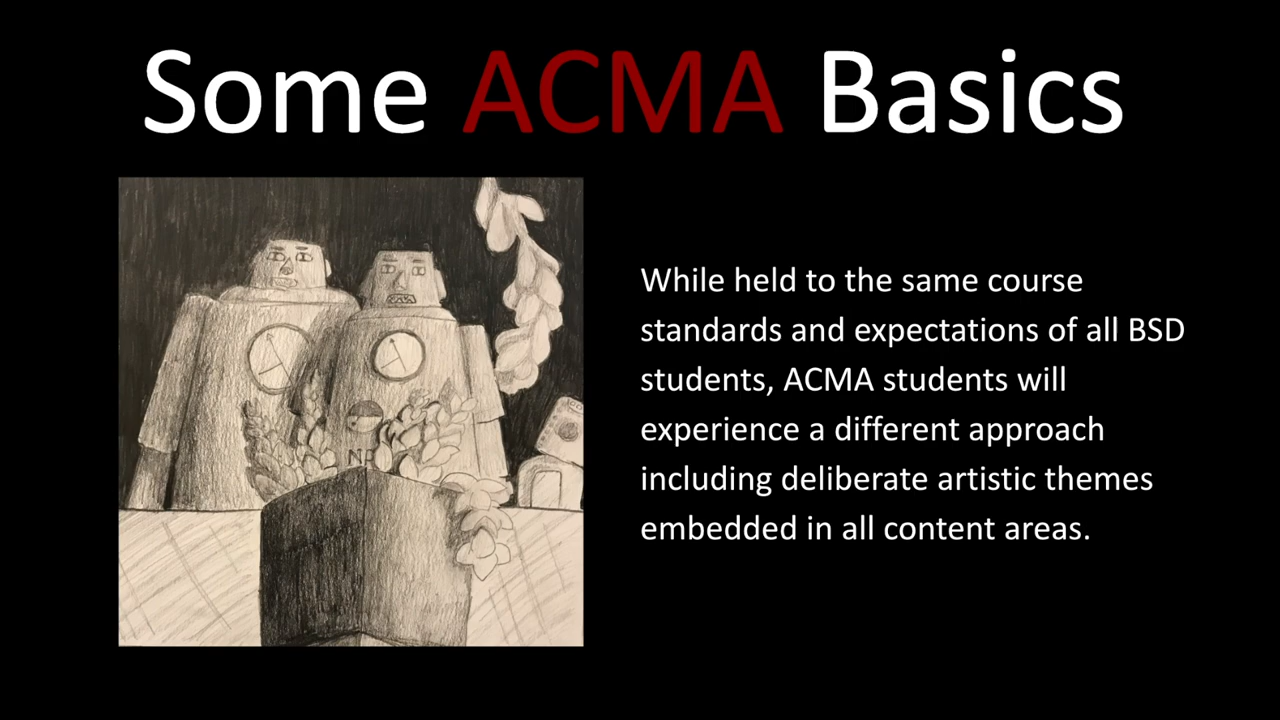 Some ACMA Basics
While held to the same course
standards and expectations of all BSD
students, ACMA students will
experience a different approach
including deliberate artistic themes
embedded in all content areas.